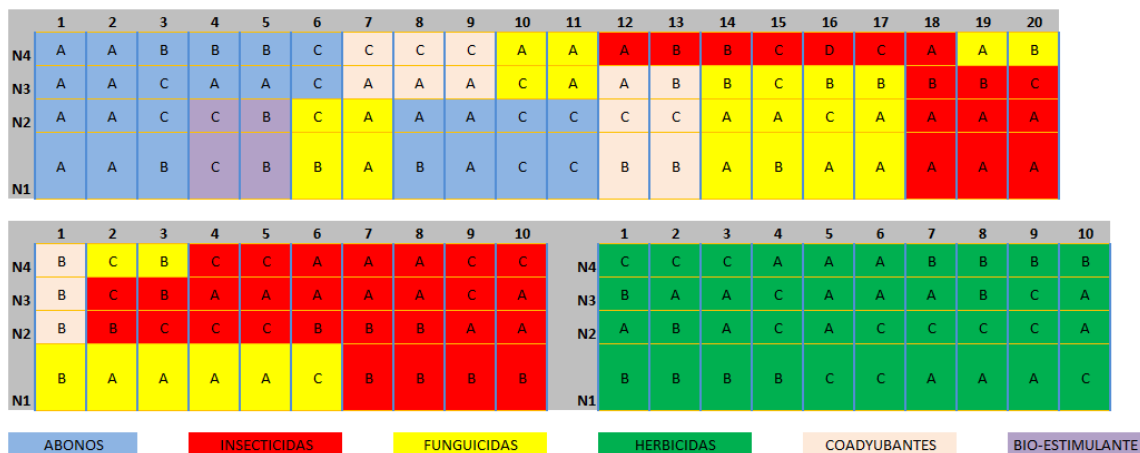 1 2 3 4 5 6 7 8 9 10 11 12 13 14 15 16 17 18 19 20
N4 A A B B B C C C C A A A B B C D C A A B
N3 A A C A A C A A A C A A B B C B B B B C
N2 A A C C B C A A A C C C C A A C A A A A
N1 A A B C B B A B A C C B B A B A A A A A
1 2 3 4 5 6 7 8 9 10
N4 B C B C C A A A C C
N3 B C B A A A A A C A
N2 B B C C C B B B A A
N1 B A A A A C B B B B
1 2 3 4 5 6 7 8 9 10
N4 C C C A A A B B B B
N3 B A A C A A A B C A
N2 A B A C A C C C C A
N1 B B B B C C A A A C
ABONOS INSECTICIDAS FUNGUICIDAS HERBICIDAS COADYUBANTES BIO-ESTIMULANTE